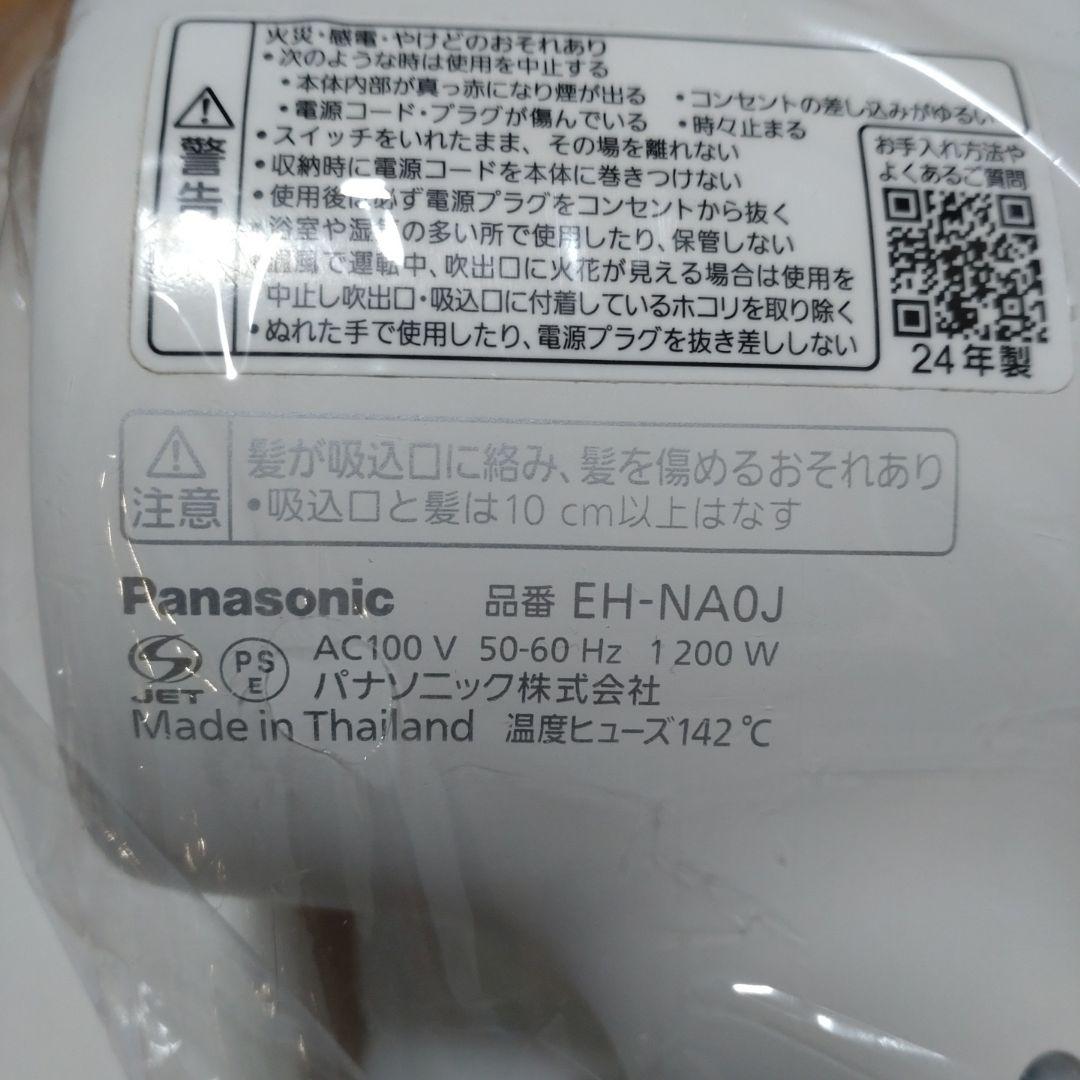 火災・感電・やけどのおそれあり
•次のような時は使用を中止する
•本体内部が真っ赤になり煙が出る •コンセントの差し込みがゆるい
•電源コード・プラグが傷んでいる •時々止まる
•スイッチをいれたまま、その場を離れない
•収納時に電源コードを本体に巻きつけない
•使用後は必ず電源プラグをコンセントから抜く
•浴室や湿気の多い所で使用したり、保管しない
•温風で運転中、吹出口に火花が見える場合は使用を
中止し吹出口・吸込口に付着しているホコリを取り除く
•ぬれた手で使用したり、電源プラグを抜き差ししない
警告
お手入れ方法や
よくあるご質問
24年製
注意
髪が吸込口に絡み、髪を傷めるおそれあり
•吸込口と髪は10 cm以上はなす
Panasonic 品番 EH-NA0J
JET PS E AC100 V 50-60 Hz 1 200 W
パナソニック株式会社
Made in Thailand 温度ヒューズ142 ℃